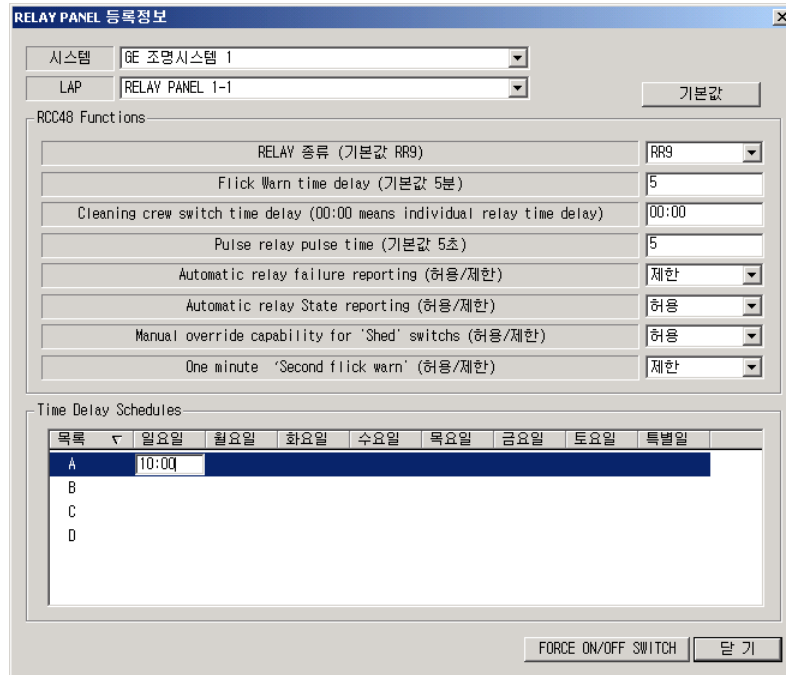 RELAY PANEL 등록정보
시스템 GE 조명시스템 1
LAP RELAY PANEL 1-1
기본값
RCC48 Functions
RELAY 종류 (기본값 RR9) RR9
Flick Warn time delay (기본값 5분) 5
Cleaning crew switch time delay (00:00 means individual relay time delay) 00:00
Pulse relay pulse time (기본값 5초) 5
Automatic relay failure reporting (허용/제한) 제한
Automatic relay State reporting (허용/제한) 허용
Manual override capability for 'Shed' switchs (허용/제한) 허용
One minute ‘Second flick warn' (허용/제한) 제한
Time Delay Schedules
목록 일요일 월요일 화요일 수요일 목요일 금요일 토요일 특별일
A 10:00
B
C
D
FORCE ON/OFF SWITCH 닫 기